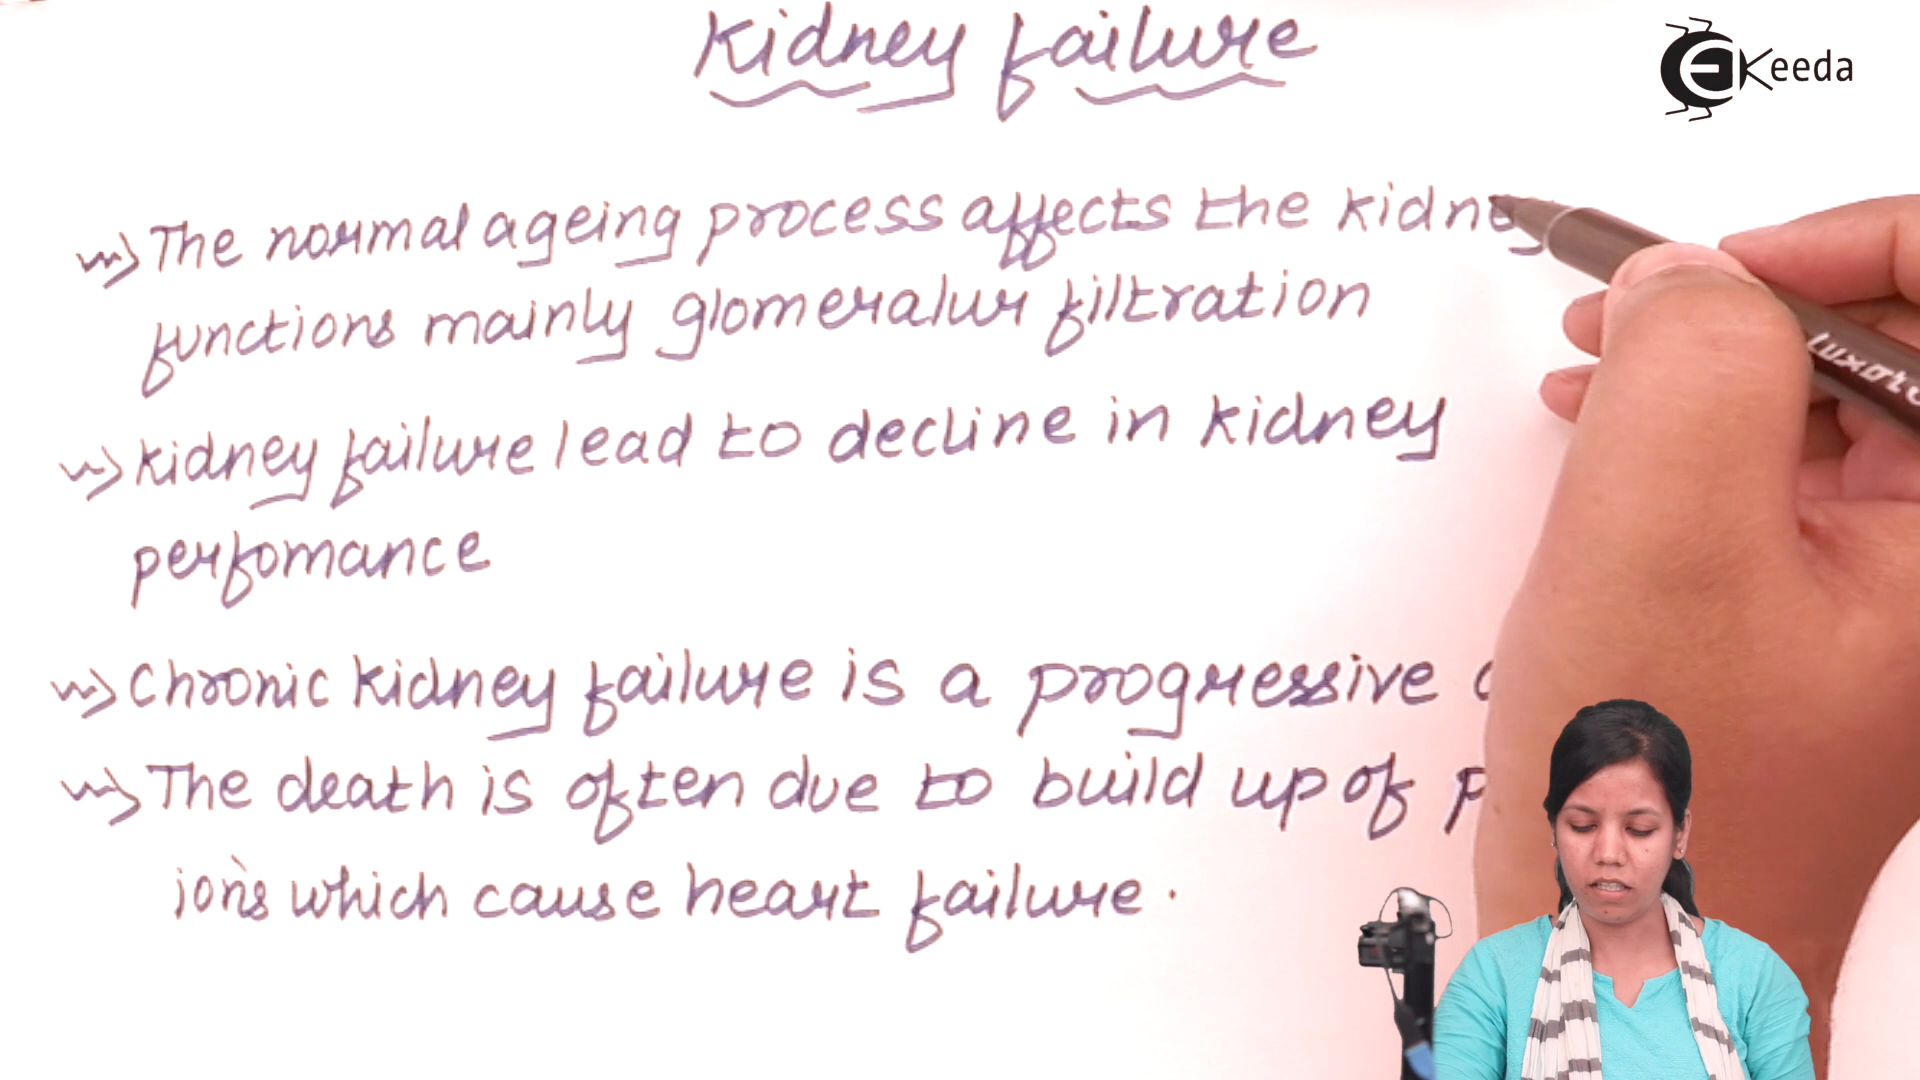 Kidney failure
EKeeda
The normal ageing process affects the kidney
functions mainly glomeralur filtration
Luxor
kidney failure lead to decline in kidney
perfomance
Chronic kidney failure is a progressive
The death is often due to build up of
ions which cause heart failure.